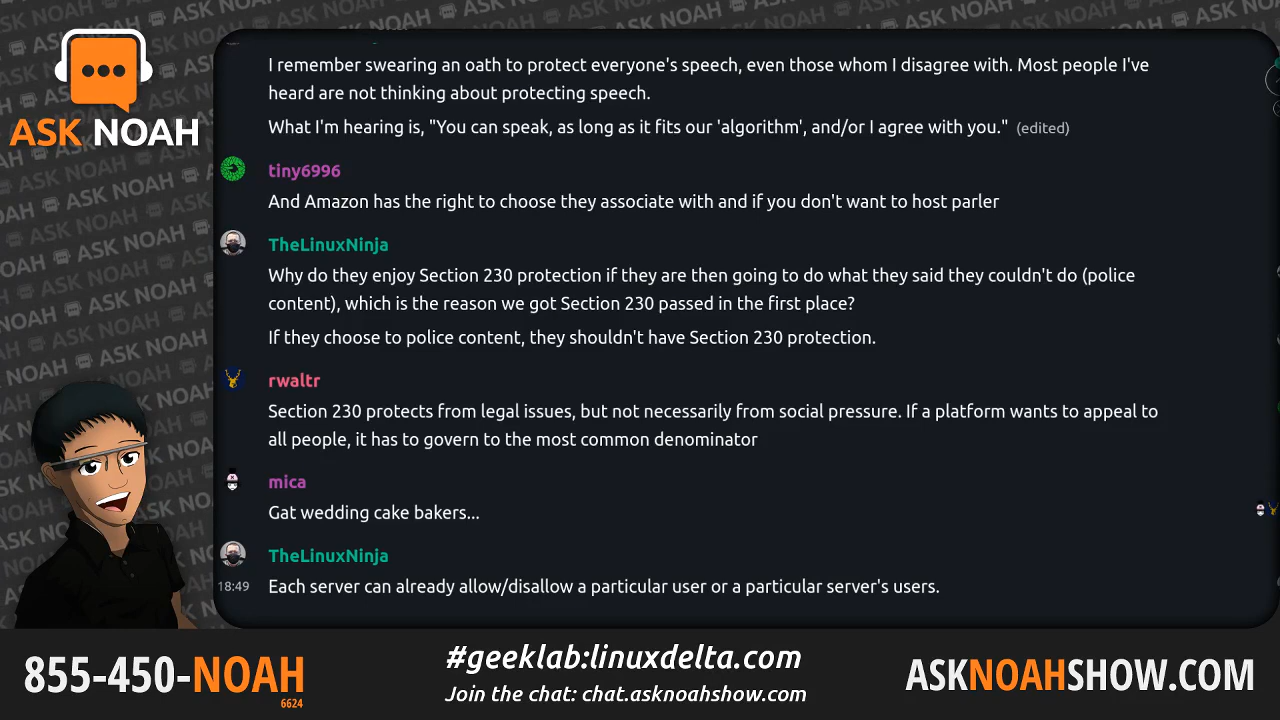 ASK NOAH
I remember swearing an oath to protect everyone's speech, even those whom I disagree with. Most people I've
heard are not thinking about protecting speech.
What I'm hearing is, "You can speak, as long as it fits our 'algorithm', and/or I agree with you." (edited)
tiny6996
And Amazon has the right to choose they associate with and if you don't want to host parler
TheLinuxNinja
Why do they enjoy Section 230 protection if they are then going to do what they said they couldn't do (police
content), which is the reason we got Section 230 passed in the first place?
If they choose to police content, they shouldn't have Section 230 protection.
rwaltr
Section 230 protects from legal issues, but not necessarily from social pressure. If a platform wants to appeal to
all people, it has to govern to the most common denominator
mica
Gat wedding cake bakers...
TheLinuxNinja
18:49 Each server can already allow/disallow a particular user or a particular server's users.
855-450-NOAH
6624
#geeklab:linuxdelta.com
Join the chat: chat.asknoahshow.com
ASKNOAHSHOW.COM